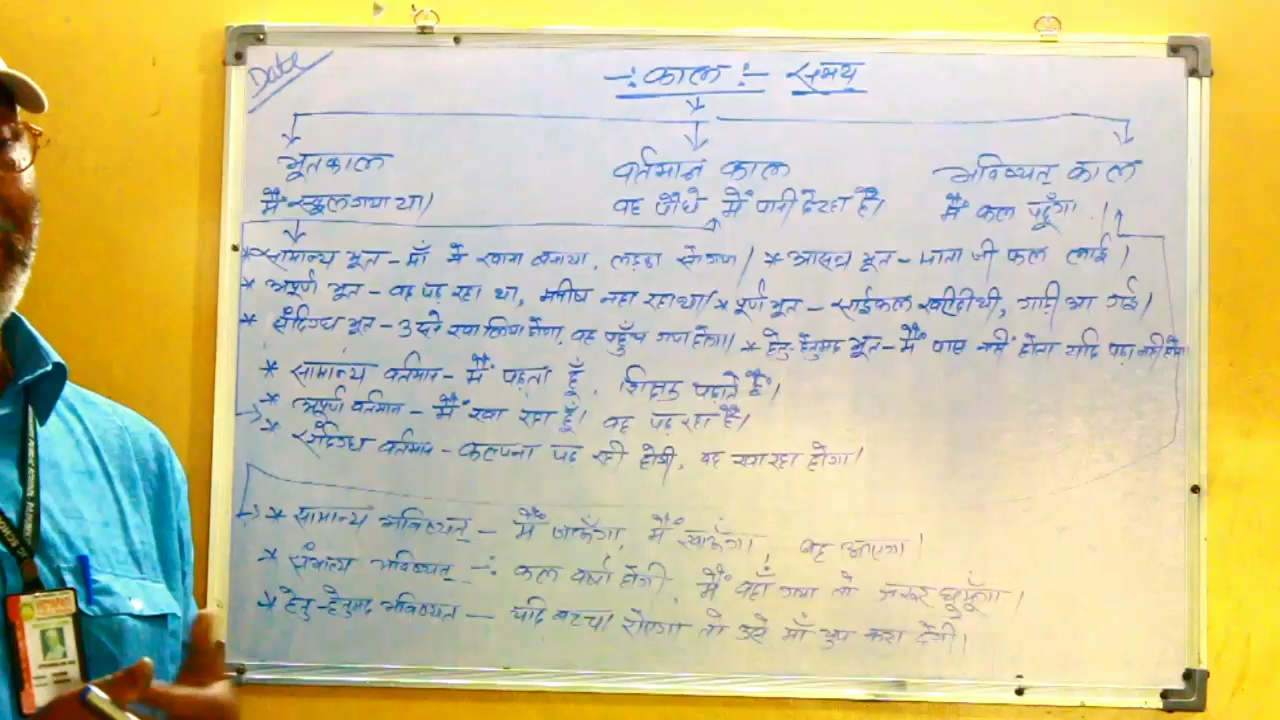 Date
-: काल :- समय
भूतकाल वर्तमान काल भविष्यत् काल
मैं स्कूल गया था। वह पौधे में पानी दे रहा है। मैं कल पढूँगा।
* सामान्य भूत - माँ ने खाना बनाया, लड़का सो गया। * आसन्न भूत - माता जी फल लाई।
* अपूर्ण भूत - वह पढ़ रहा था, मनीष नहा रहा था। * पूर्ण भूत - साईकल खरीदी थी, गाड़ी आ गई।
* संदिग्ध भूत - उसने खा लिया होगा, वह पहुँच गया होगा। * हेतु-हेतुमद भूत - मैं पास नहीं होता यदि पढ़ा नहीं होता
* सामान्य वर्तमान - मैं पढ़ता हूँ, शिक्षक पढ़ाते हैं।
* अपूर्ण वर्तमान - मैं खा रहा हूँ। वह पढ़ रहा है।
* संदिग्ध वर्तमान - कल्पना पढ़ रही होगी, वह खा रहा होगा।
* सामान्य भविष्यत् - मैं जाऊँगा, मैं खाऊँगा, वह आएगा।
* संभाव्य भविष्यत् -: कल वर्षा होगी, मैं वहाँ गया तो जरूर घुमूँगा।
* हेतु-हेतुमद भविष्यत - यदि बच्चा रोएगा तो उसे माँ चुप करा देगी।